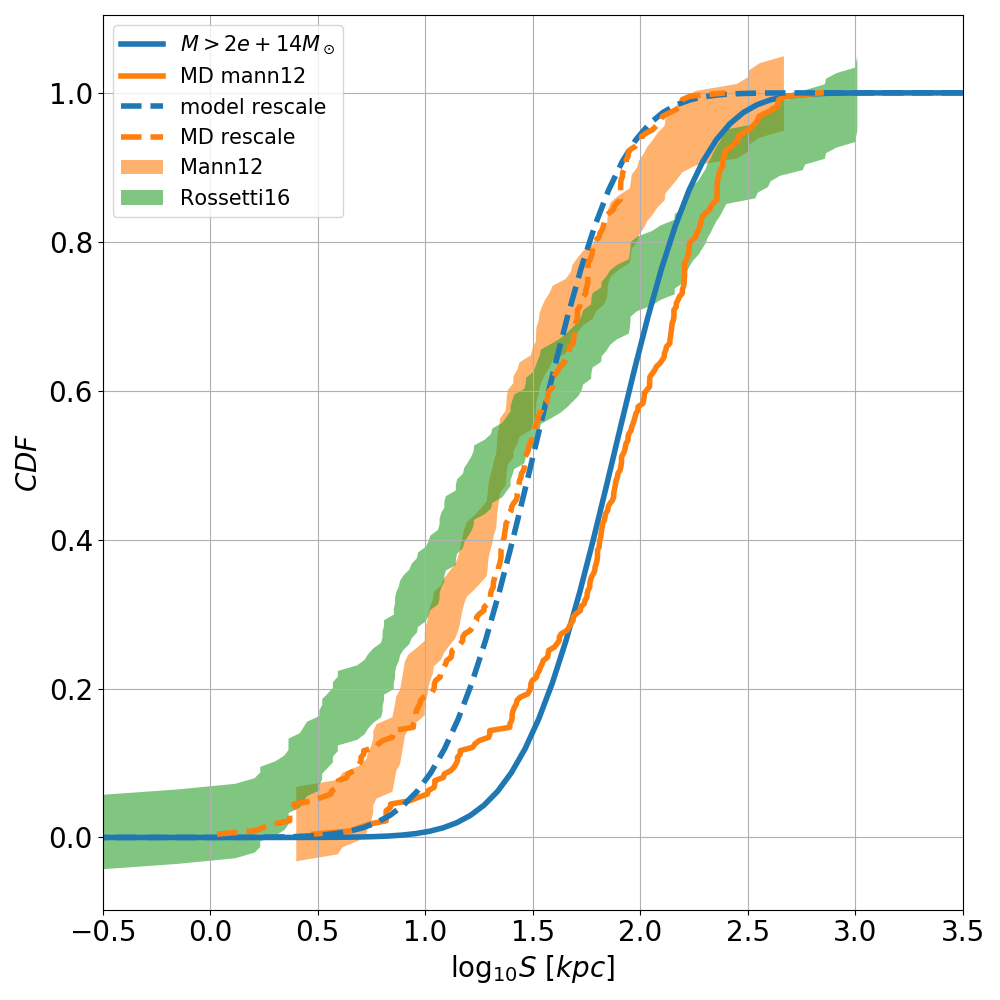 M > 2e + 14M⊙
MD mann12
model rescale
MD rescale
Mann12
Rossetti16
CDF
1.0
0.8
0.6
0.4
0.2
0.0
−0.5 0.0 0.5 1.0 1.5 2.0 2.5 3.0 3.5
log₁₀S [kpc]